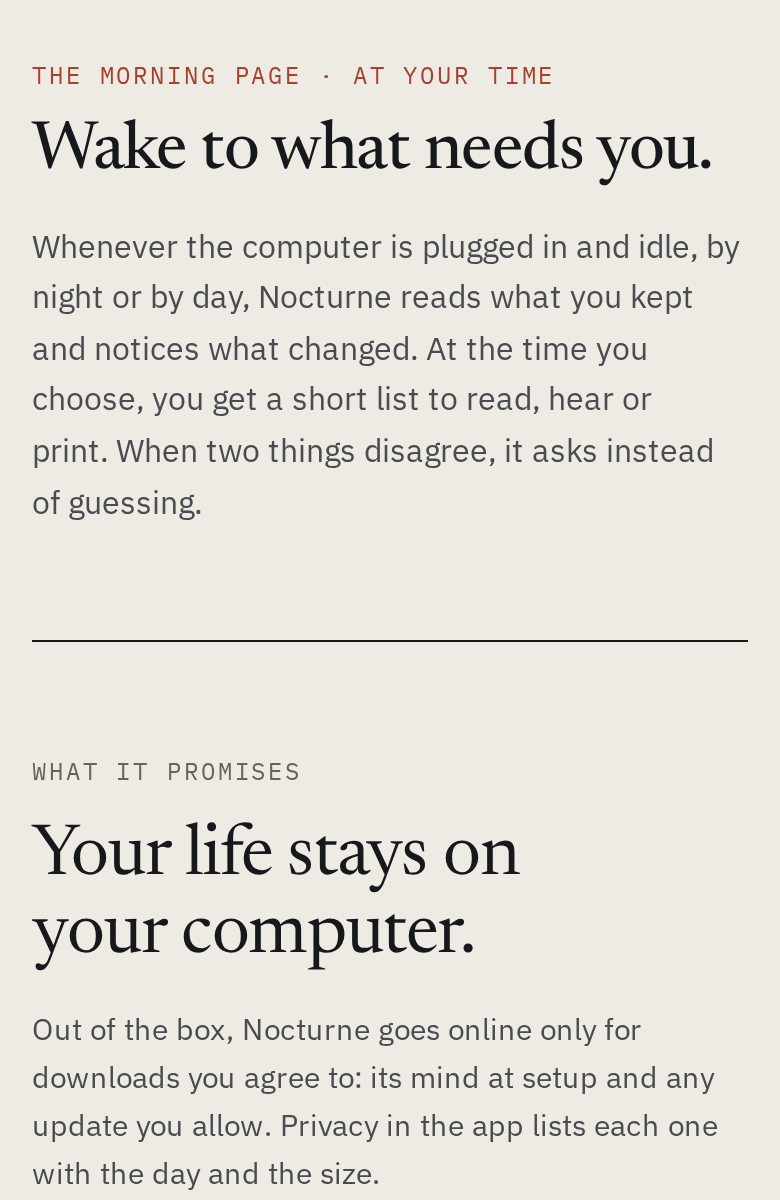 THE MORNING PAGE · AT YOUR TIME
Wake to what needs you.
Whenever the computer is plugged in and idle, by
night or by day, Nocturne reads what you kept
and notices what changed. At the time you
choose, you get a short list to read, hear or
print. When two things disagree, it asks instead
of guessing.
WHAT IT PROMISES
Your life stays on
your computer.
Out of the box, Nocturne goes online only for
downloads you agree to: its mind at setup and any
update you allow. Privacy in the app lists each one
with the day and the size.